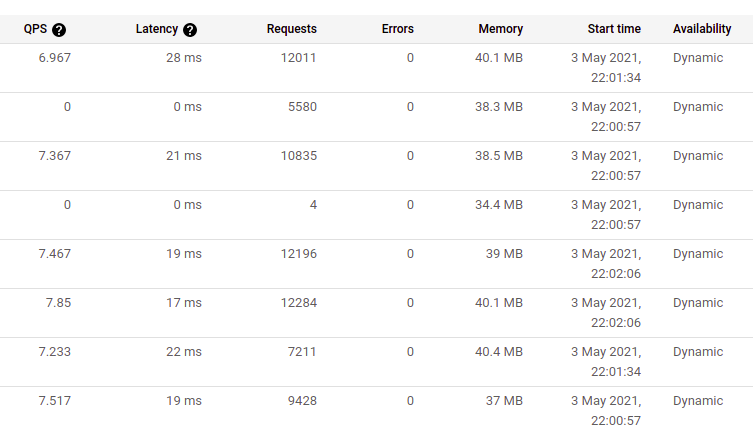 QPS ? Latency ? Requests Errors Memory Start time Availability
6.967 28 ms 12011 0 40.1 MB 3 May 2021, Dynamic
22:01:34
0 0 ms 5580 0 38.3 MB 3 May 2021, Dynamic
22:00:57
7.367 21 ms 10835 0 38.5 MB 3 May 2021, Dynamic
22:00:57
0 0 ms 4 0 34.4 MB 3 May 2021, Dynamic
22:00:57
7.467 19 ms 12196 0 39 MB 3 May 2021, Dynamic
22:02:06
7.85 17 ms 12284 0 40.1 MB 3 May 2021, Dynamic
22:02:06
7.233 22 ms 7211 0 40.4 MB 3 May 2021, Dynamic
22:01:34
7.517 19 ms 9428 0 37 MB 3 May 2021, Dynamic
22:00:57